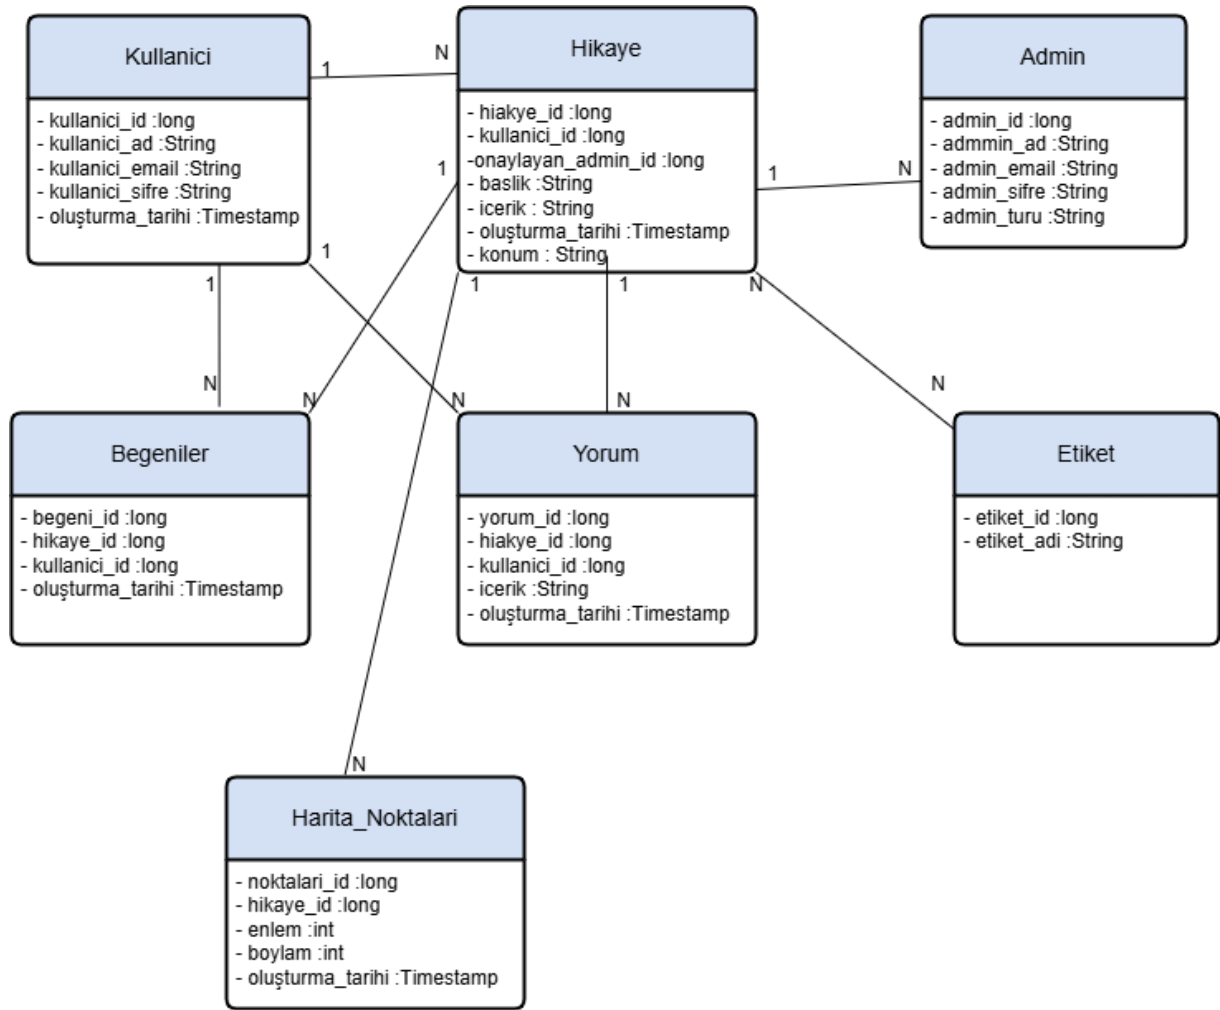 Kullanici
- kullanici_id :long
- kullanici_ad :String
- kullanici_email :String
- kullanici_sifre :String
- oluşturma_tarihi :Timestamp
1
N
Hikaye
- hiakye_id :long
- kullanici_id :long
-onaylayan_admin_id :long
- baslik :String
- icerik : String
- oluşturma_tarihi :Timestamp
- konum : String
1
N
Admin
- admin_id :long
- admmin_ad :String
- admin_email :String
- admin_sifre :String
- admin_turu :String
1
1
1
1
1
N
N
N
N
N
N
Begeniler
- begeni_id :long
- hikaye_id :long
- kullanici_id :long
- oluşturma_tarihi :Timestamp
Yorum
- yorum_id :long
- hiakye_id :long
- kullanici_id :long
- icerik :String
- oluşturma_tarihi :Timestamp
Etiket
- etiket_id :long
- etiket_adi :String
N
Harita_Noktalari
- noktalari_id :long
- hikaye_id :long
- enlem :int
- boylam :int
- oluşturma_tarihi :Timestamp